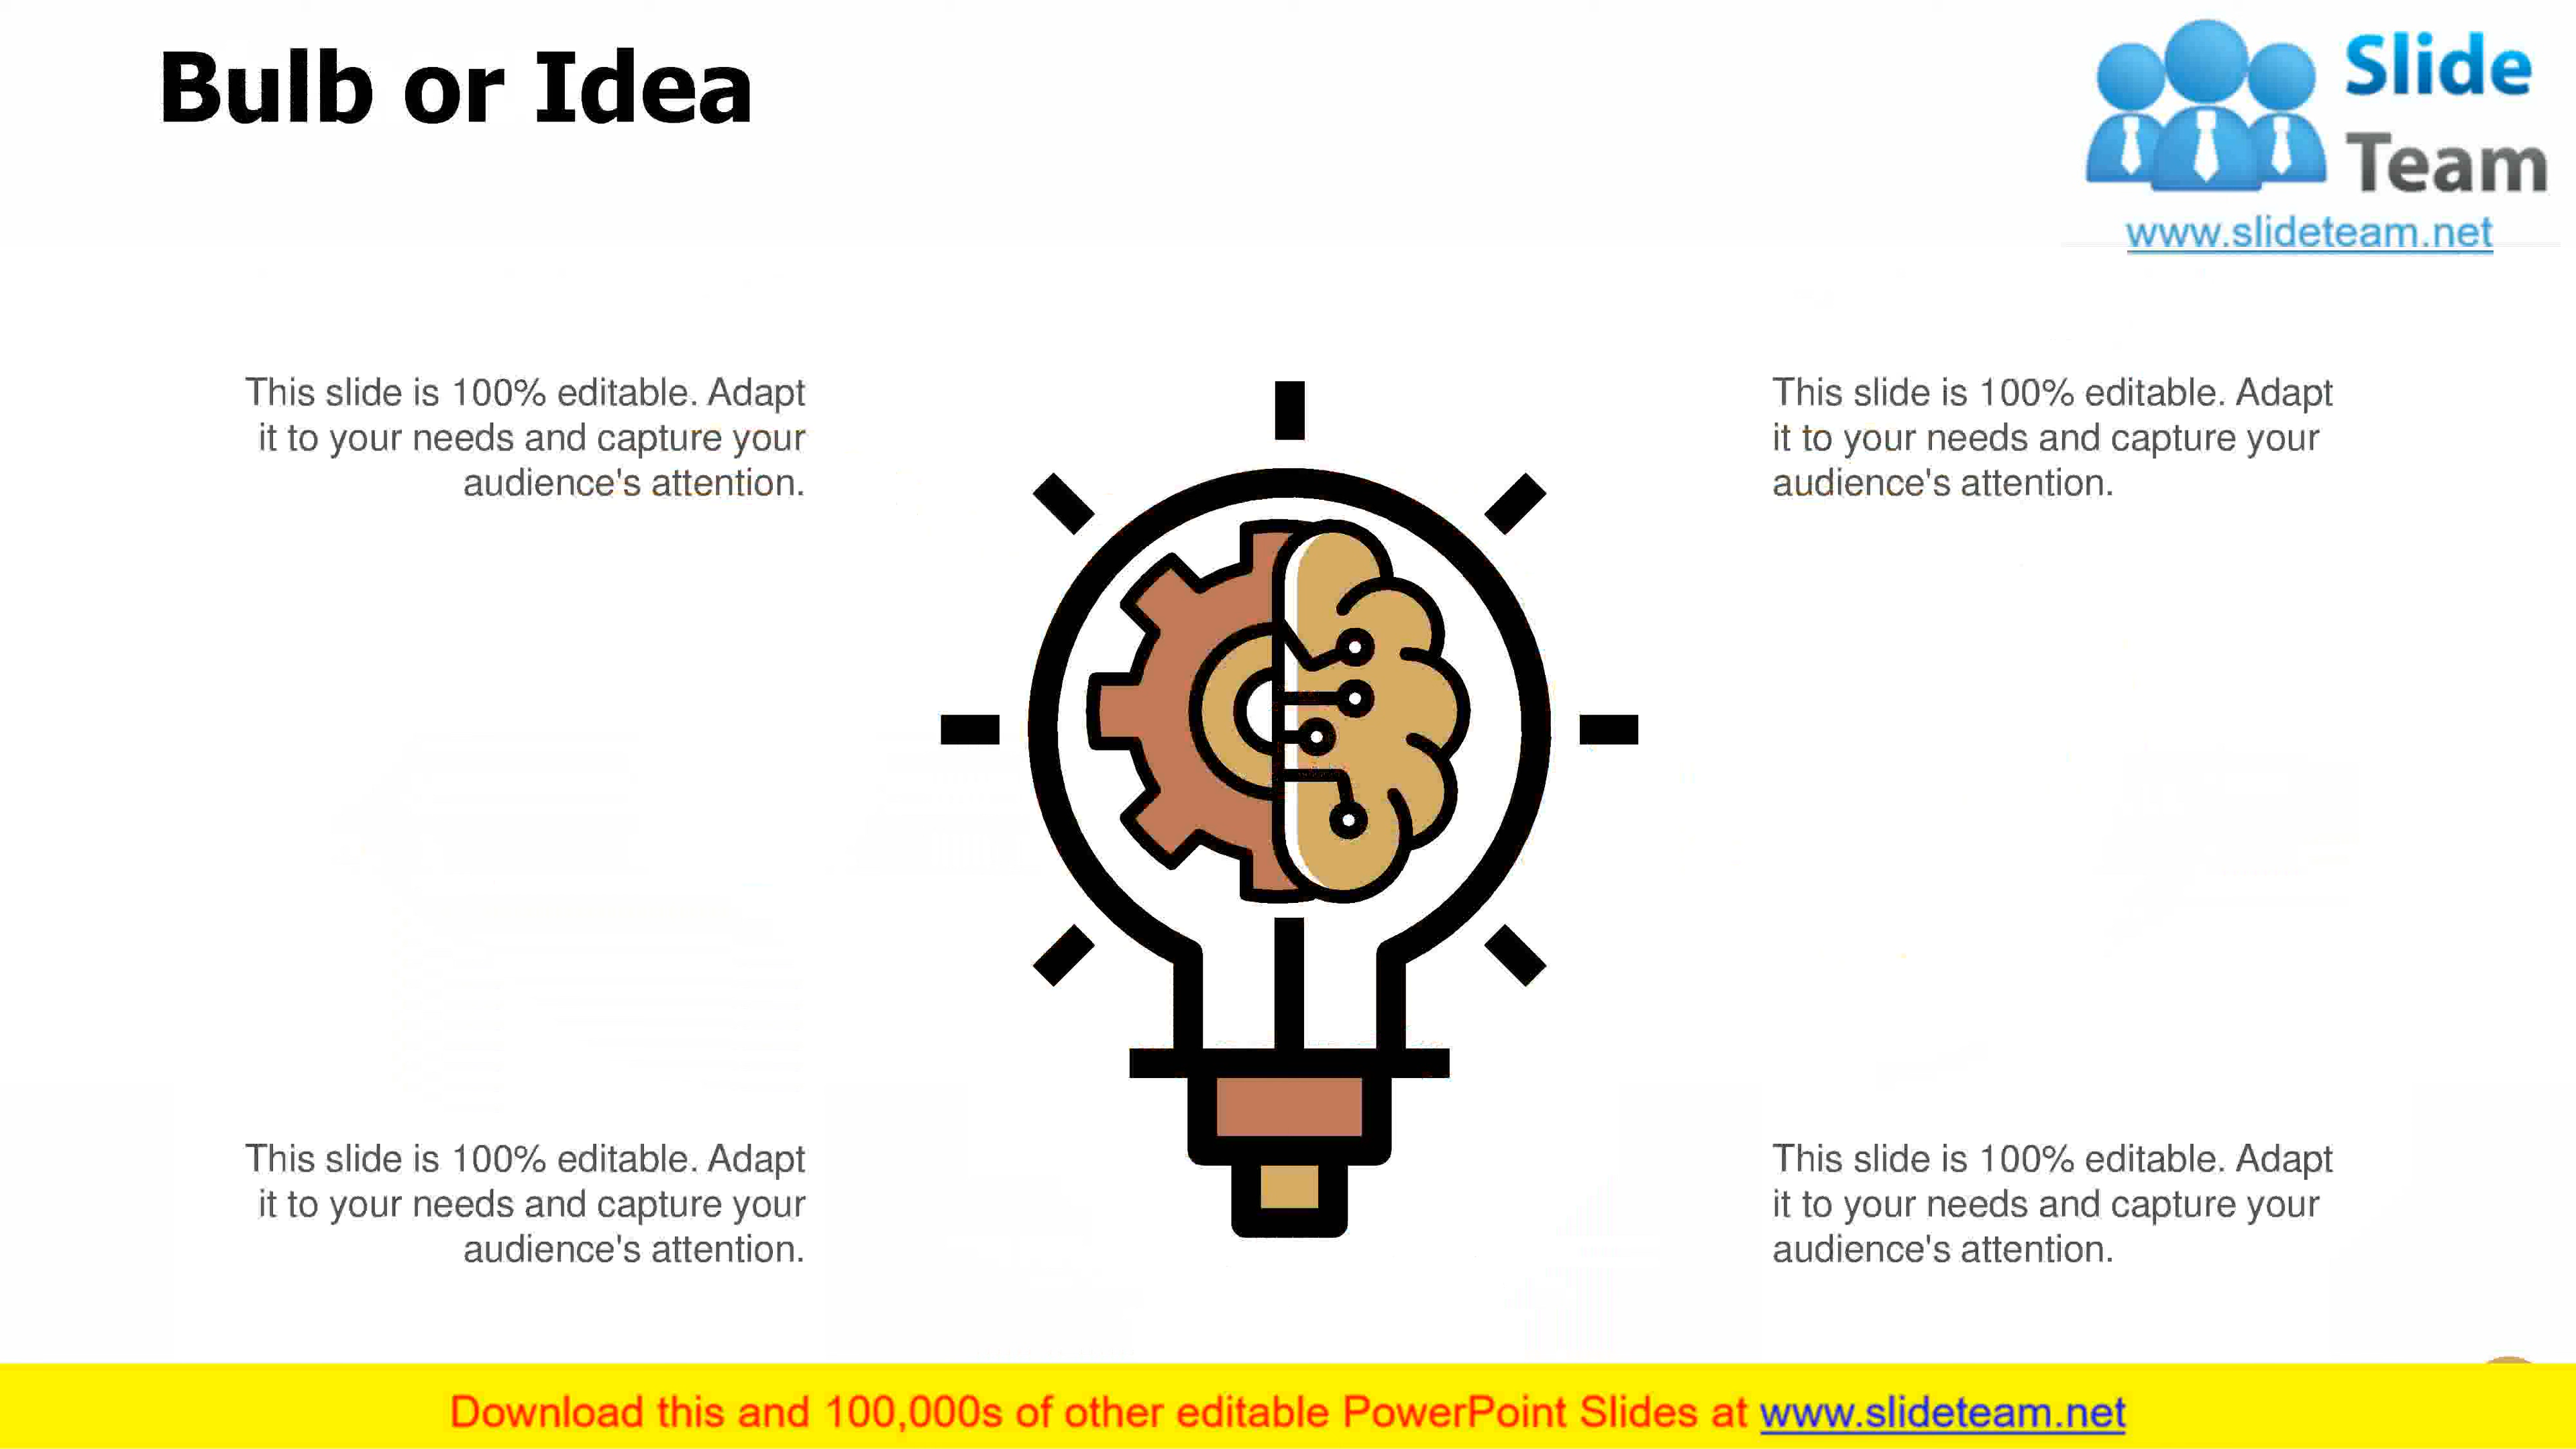 Bulb or Idea
Slide
Team
www.slideteam.net
This slide is 100% editable. Adapt
it to your needs and capture your
audience's attention.
This slide is 100% editable. Adapt
it to your needs and capture your
audience's attention.
This slide is 100% editable. Adapt
it to your needs and capture your
audience's attention.
This slide is 100% editable. Adapt
it to your needs and capture your
audience's attention.
Download this and 100,000s of other editable PowerPoint Slides at www.slideteam.net